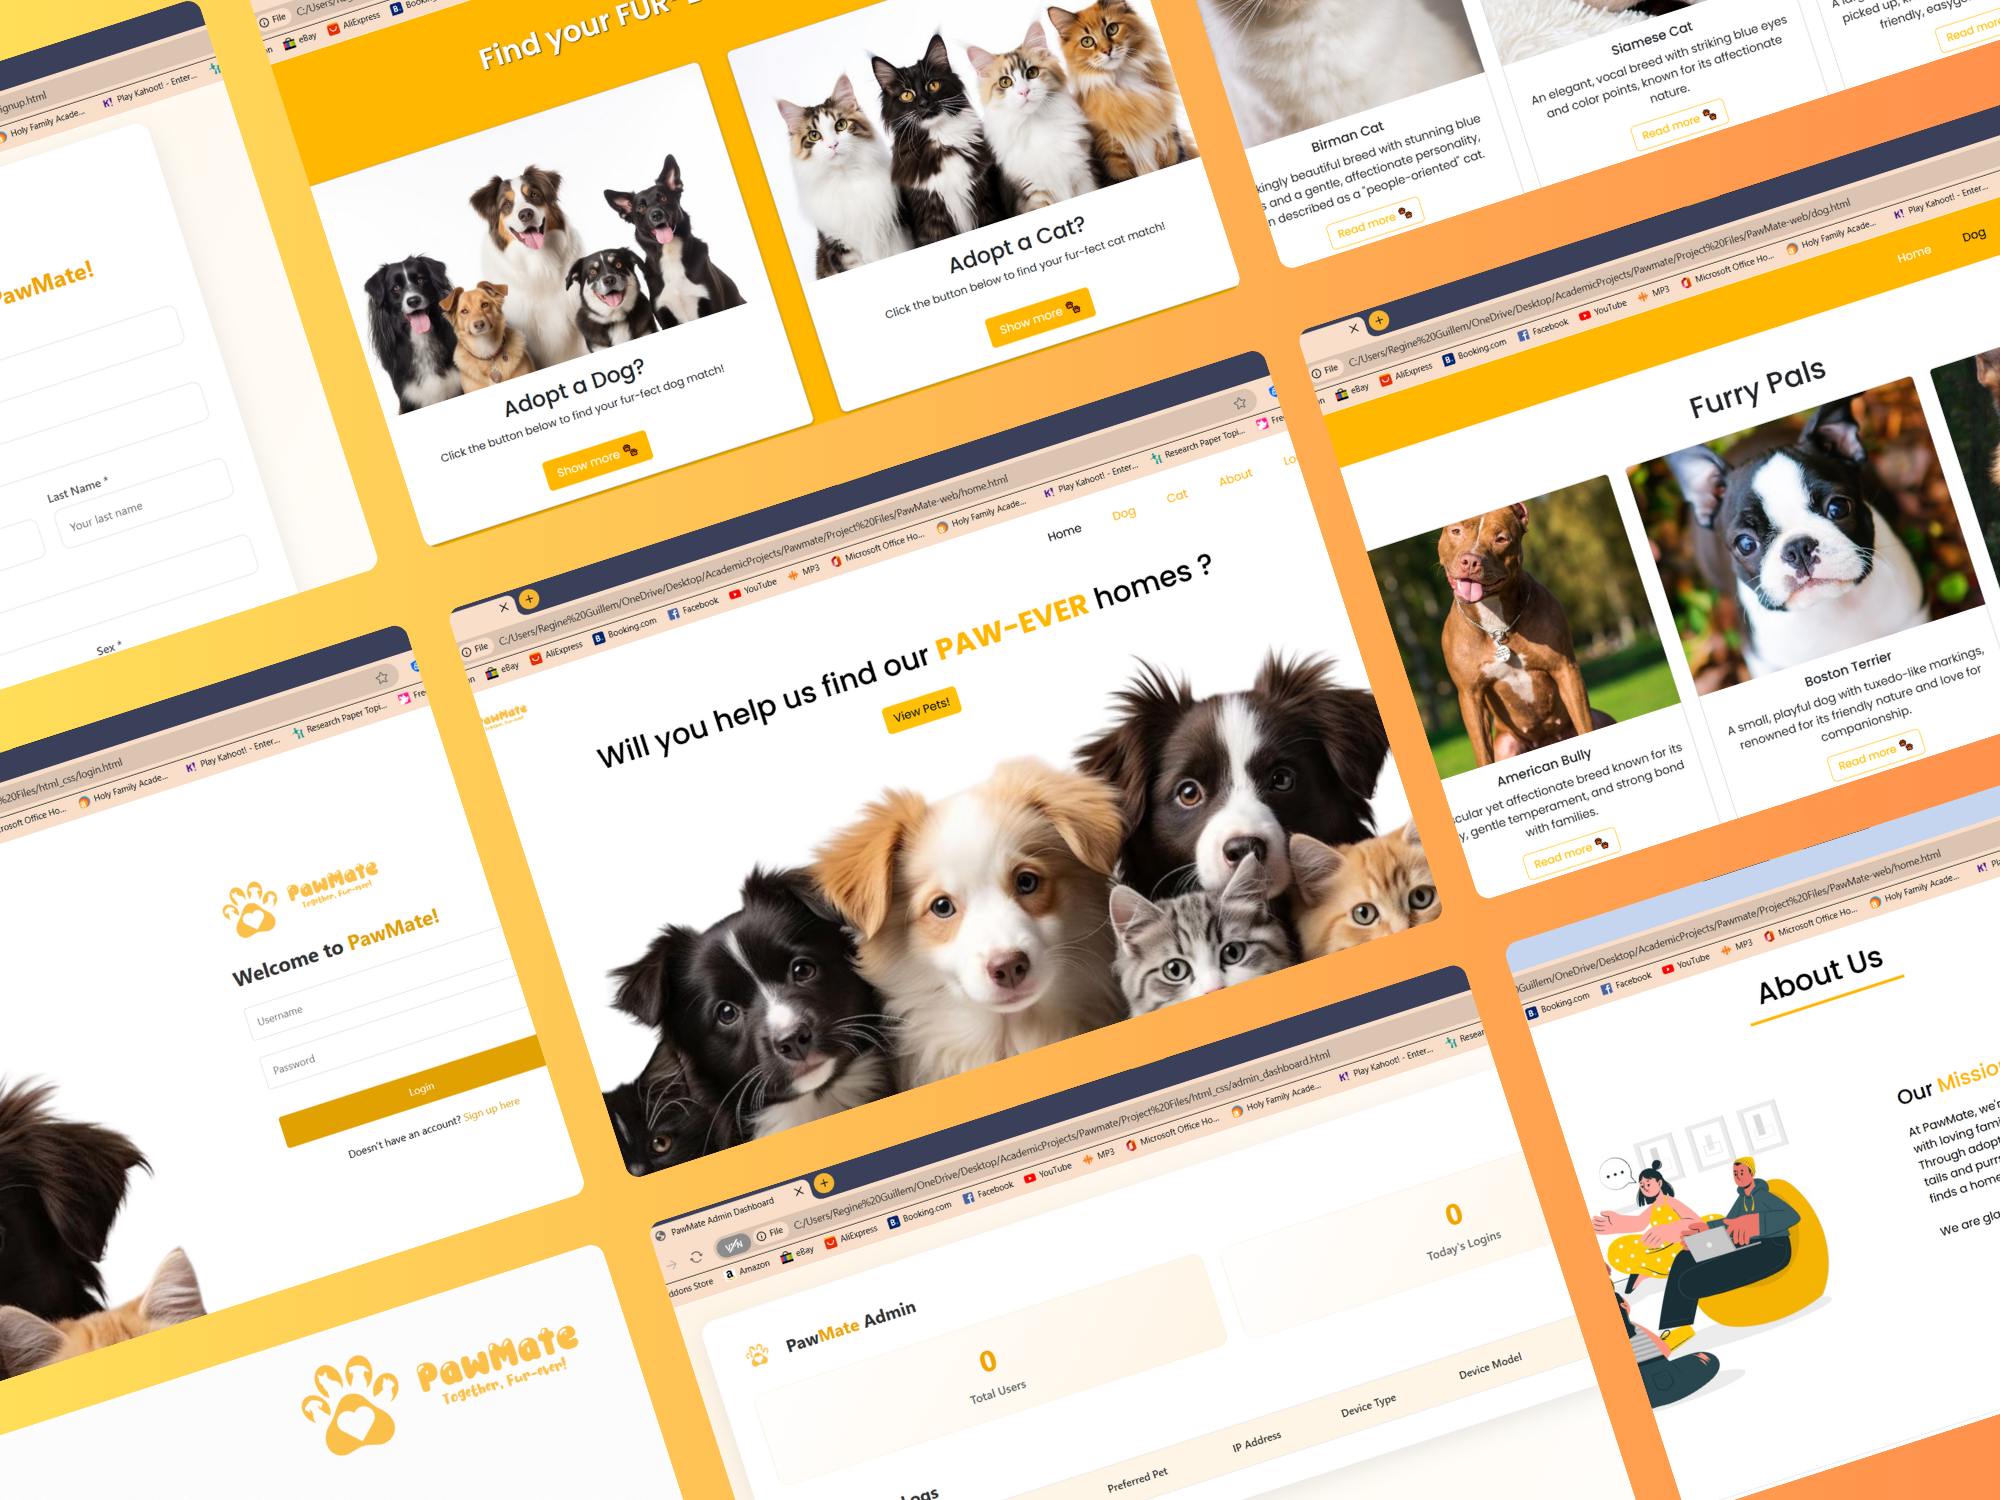 ignup.html
Holy Family Acade...
Play Kahoot! - Enter...
PawMate!
Last Name *
Your last name
Sex *
File
eBay
AliExpress
Find your FUR-
Adopt a Dog?
Click the button below to find your fur-fect dog match!
Show more
Adopt a Cat?
Click the button below to find your fur-fect cat match!
Show more
Birman Cat
kingly beautiful breed with stunning blue
s and a gentle, affectionate personality,
n described as a "people-oriented" cat.
Read more
Siamese Cat
An elegant, vocal breed with striking blue eyes
and color points, known for its affectionate
nature.
Read more
picked up,
friendly, easygo
Read more
C:/Users/Regine%20Guillem/OneDrive/Desktop/AcademicProjects/Pawmate/Project%20Files/PawMate-web/dog.html
File
eBay
AliExpress
Booking.com
Facebook
YouTube
MP3
Microsoft Office Ho...
Holy Family Acade...
Play Kahoot! - Enter...
Home
Dog
Furry Pals
American Bully
cular yet affectionate breed known for its
y, gentle temperament, and strong bond
with families.
Read more
Boston Terrier
A small, playful dog with tuxedo-like markings,
renowned for its friendly nature and love for
companionship.
Read more
File
C:/Users/Regine%20Guillem/OneDrive/Desktop/AcademicProjects/Pawmate/Project%20Files/PawMate-web/home.html
eBay
AliExpress
Booking.com
Facebook
YouTube
MP3
Microsoft Office Ho...
Holy Family Acade...
Play Kahoot! - Enter...
Research Paper Topi...
Fre
Home
Dog
Cat
About
Lo
PawMate
Will you help us find our PAW-EVER homes ?
View Pets!
%20Files/html_css/login.html
rosoft Office Ho...
Holy Family Acade...
Play Kahoot! - Enter...
Research Paper Topi...
Fre
PawMate
Together, Fur-ever!
Welcome to PawMate!
Username
Password
Login
Doesn't have an account? Sign up here
PawMate
Together, Fur-ever!
PawMate Admin Dashboard
VPN
File
C:/Users/Regine%20Guillem/OneDrive/Desktop/AcademicProjects/Pawmate/Project%20Files/html_css/admin_dashboard.html
ddons Store
Amazon
eBay
AliExpress
Booking.com
Facebook
YouTube
MP3
Microsoft Office Ho...
Holy Family Acade...
Play Kahoot! - Enter...
Resear
PawMate Admin
0
Total Users
0
Today's Logins
Preferred Pet
IP Address
Device Type
Device Model
Guillem/OneDrive/Desktop/AcademicProjects/Pawmate/Project%20Files/PawMate-web/home.html
Booking.com
Facebook
YouTube
MP3
Microsoft Office Ho...
Holy Family Acade...
About Us
Our Mission
At PawMate, we'r
with loving fami
Through adopt
tails and purr
finds a home
We are gla